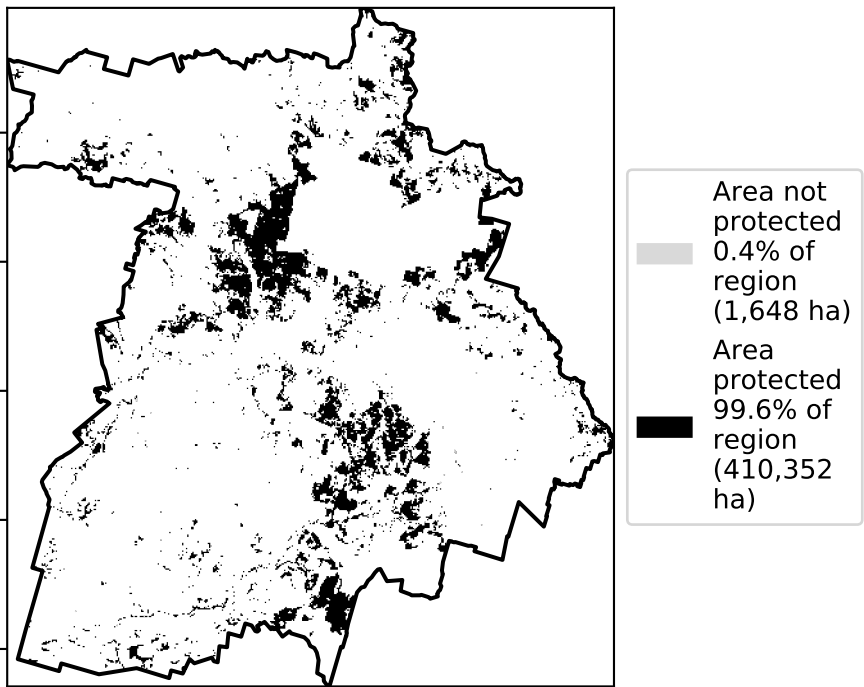 Area not
protected
0.4% of
region
(1,648 ha)
Area
protected
99.6% of
region
(410,352
ha)